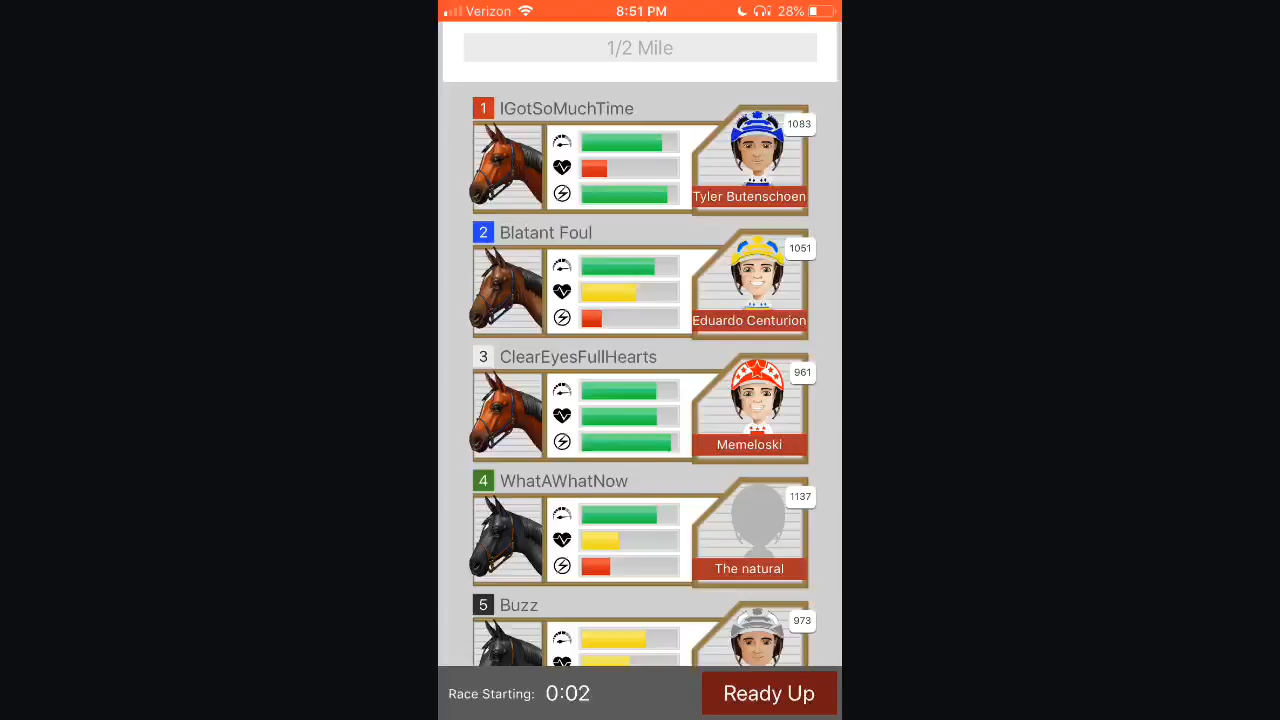 Verizon 8:51 PM 28%
1/2 Mile
1 IGotSoMuchTime
1083
Tyler Butenschoen
2 Blatant Foul
1051
Eduardo Centurion
3 ClearEyesFullHearts
961
Memeloski
4 WhatAWhatNow
1137
The natural
5 Buzz
973
Race Starting: 0:02 Ready Up